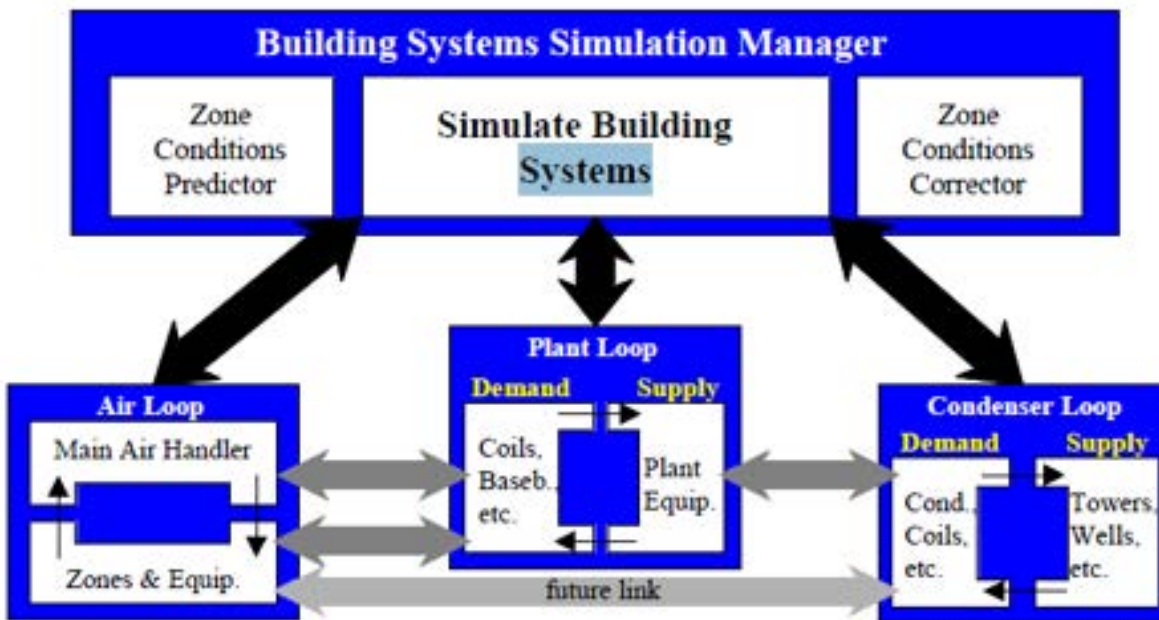 Building Systems Simulation Manager
Zone
Conditions
Predictor
Simulate Building
Systems
Zone
Conditions
Corrector
Plant Loop
Demand Supply
Coils,
Baseb.,
etc.
Plant
Equip.
Air Loop
Main Air Handler
Zones & Equip.
Condenser Loop
Demand Supply
Cond.,
Coils,
etc.
Towers,
Wells,
etc.
future link